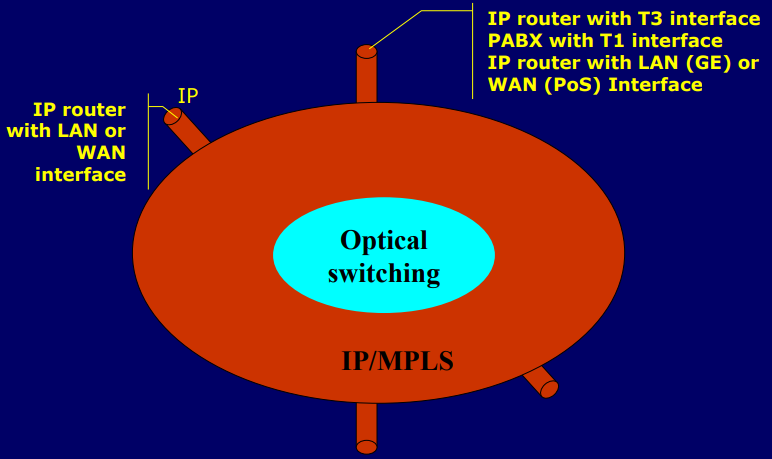 IP router with T3 interface
PABX with T1 interface
IP router with LAN (GE) or
WAN (PoS) Interface
IP
IP router
with LAN or
WAN
interface
Optical
switching
IP/MPLS